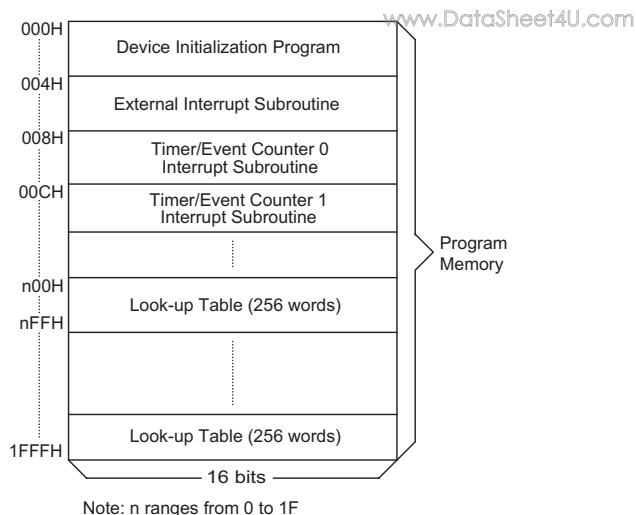 www.DataSheet4U.com
000H
Device Initialization Program
004H
External Interrupt Subroutine
008H
Timer/Event Counter 0
Interrupt Subroutine
00CH
Timer/Event Counter 1
Interrupt Subroutine
Program
Memory
n00H
Look-up Table (256 words)
nFFH
Look-up Table (256 words)
1FFFH
16 bits
Note: n ranges from 0 to 1F